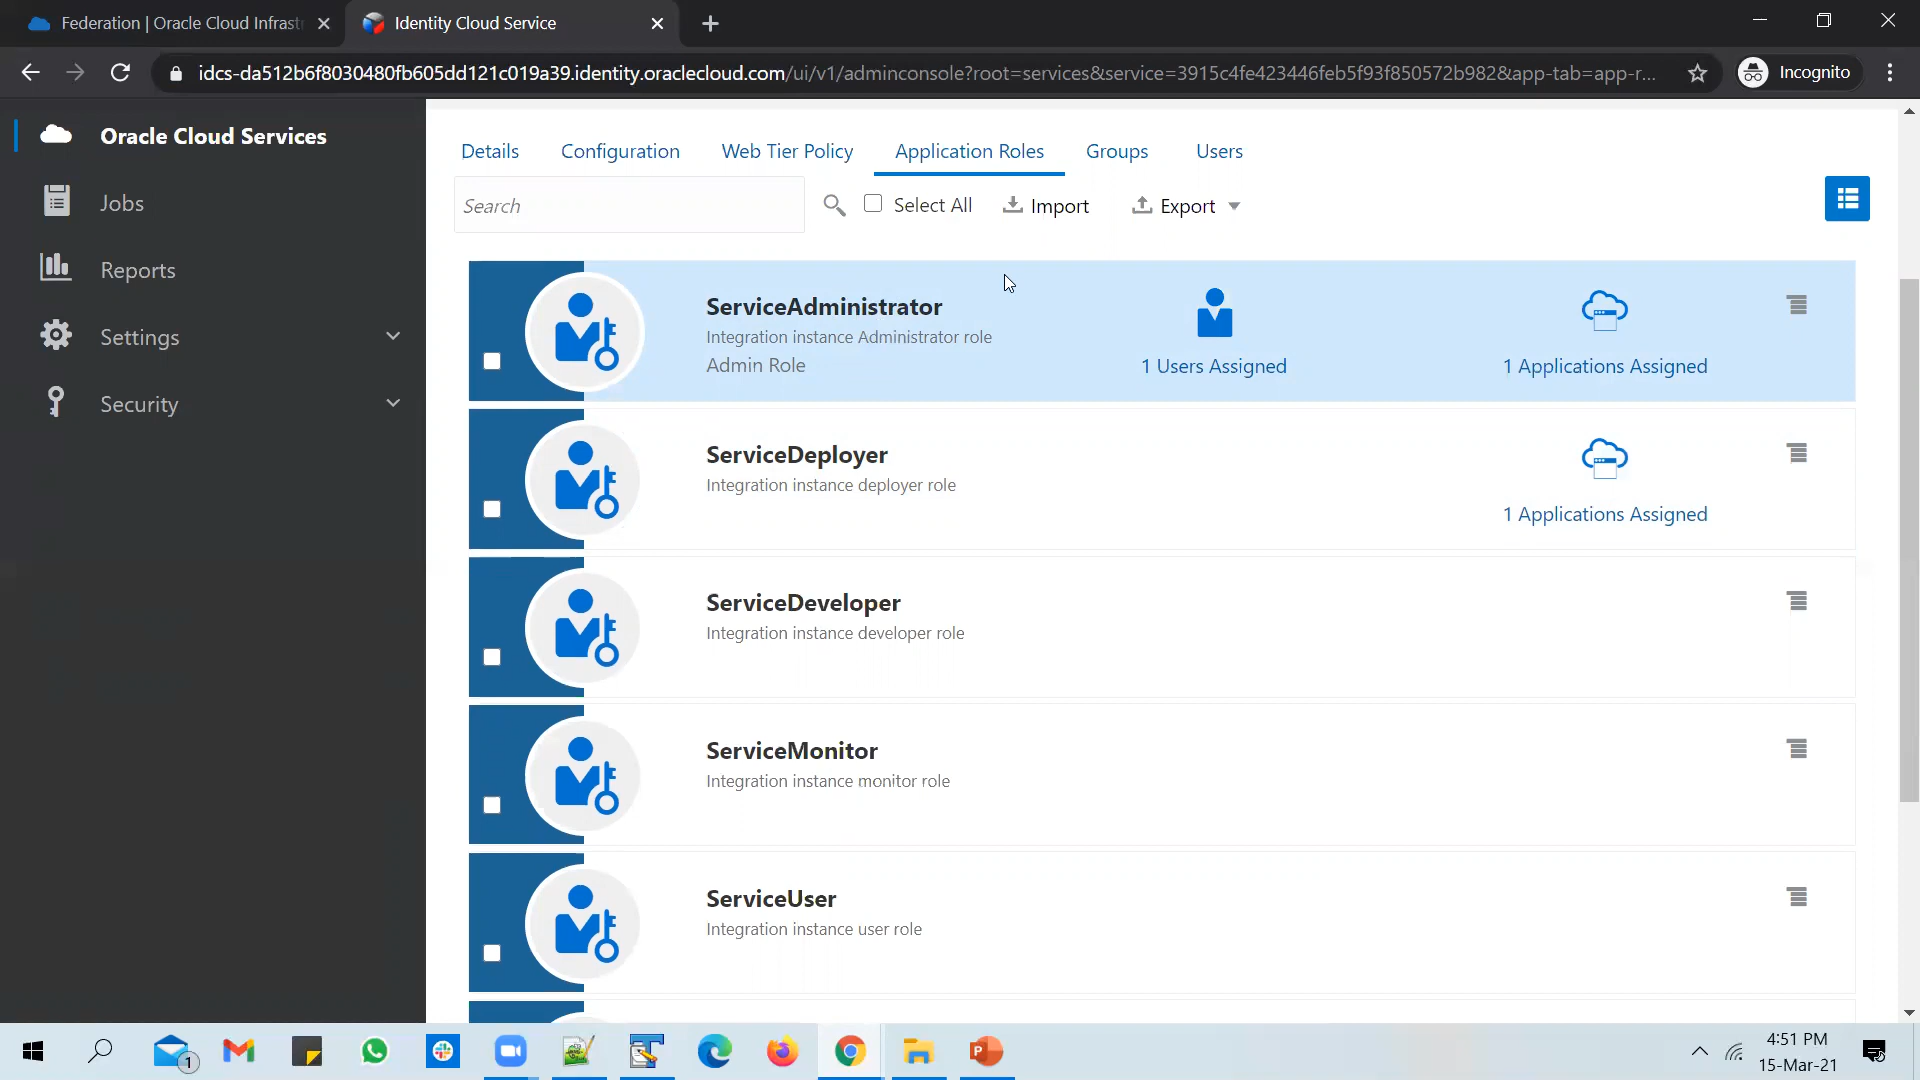 Federation | Oracle Cloud Infrast
Identity Cloud Service
idcs-da512b6f8030480fb605dd121c019a39.identity.oraclecloud.com/ui/v1/adminconsole?root=services&service=3915c4fe423446feb5f93f850572b982&app-tab=app-r...
Incognito
Oracle Cloud Services
Jobs
Reports
Settings
Security
Details
Configuration
Web Tier Policy
Application Roles
Groups
Users
Search
Select All
Import
Export
ServiceAdministrator
Integration instance Administrator role
Admin Role
1 Users Assigned
1 Applications Assigned
ServiceDeployer
Integration instance deployer role
1 Applications Assigned
ServiceDeveloper
Integration instance developer role
ServiceMonitor
Integration instance monitor role
ServiceUser
Integration instance user role
1
4:51 PM
15-Mar-21